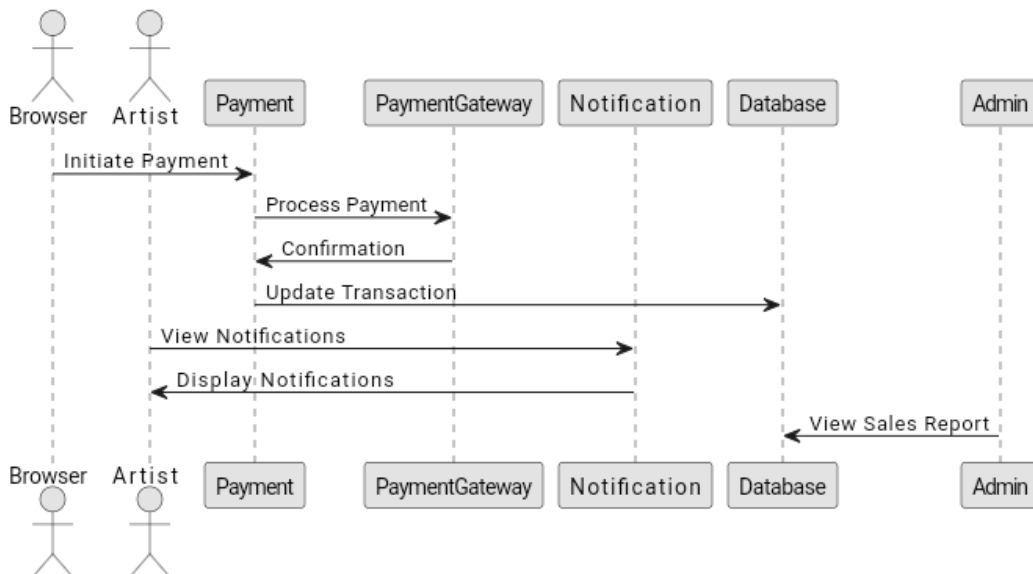 Browser Artist Payment PaymentGateway Notification Database Admin
Initiate Payment
Process Payment
Confirmation
Update Transaction
View Notifications
Display Notifications
View Sales Report
Browser Artist Payment PaymentGateway Notification Database Admin